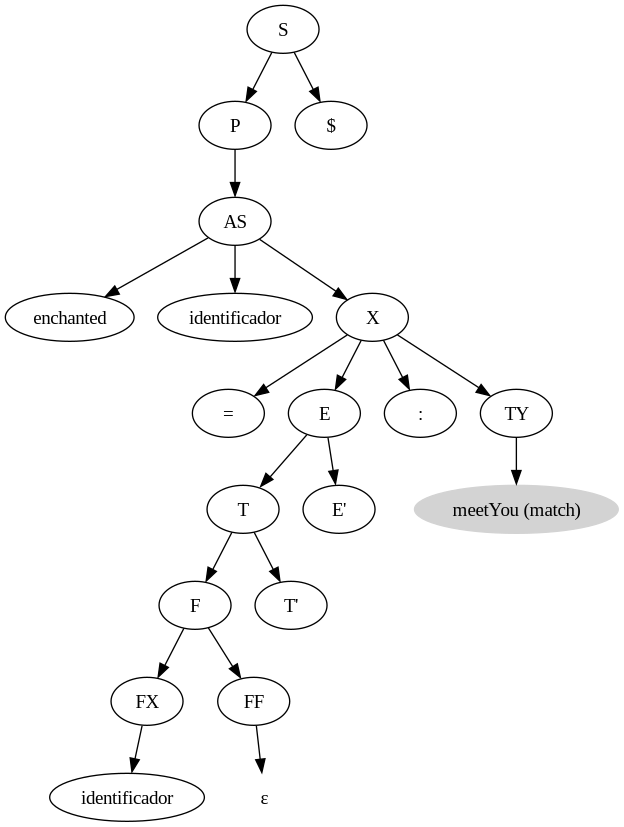 S
P
$
AS
enchanted
identificador
X
=
E
:
TY
T
E'
meetYou (match)
F
T'
FX
FF
identificador
ε